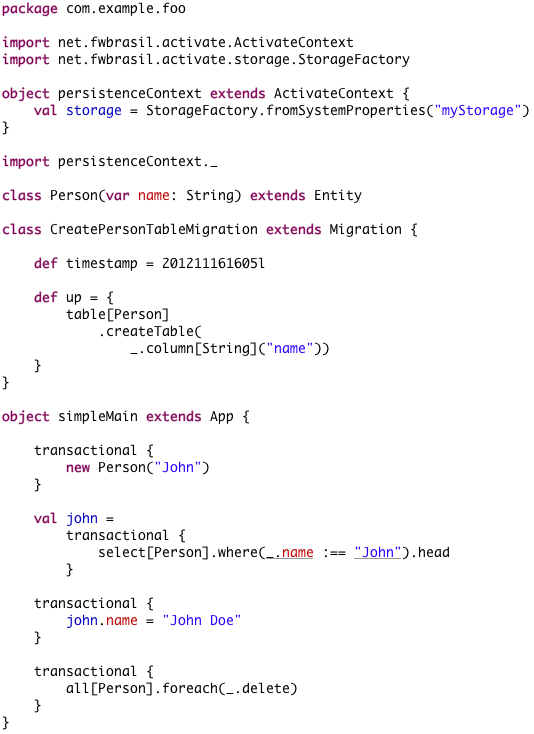 package com.example.foo
import net.fwbrasil.activate.ActivateContext
import net.fwbrasil.activate.storage.StorageFactory
object persistenceContext extends ActivateContext {
    val storage = StorageFactory.fromSystemProperties("myStorage")
}
import persistenceContext._
class Person(var name: String) extends Entity
class CreatePersonTableMigration extends Migration {
    def timestamp = 201211161605l
    def up = {
        table[Person]
            .createTable(
                _.column[String]("name"))
    }
}
object simpleMain extends App {
    transactional {
        new Person("John")
    }
    val john =
        transactional {
            select[Person].where(_.name :== "John").head
        }
    transactional {
        john.name = "John Doe"
    }
    transactional {
        all[Person].foreach(_.delete)
    }
}